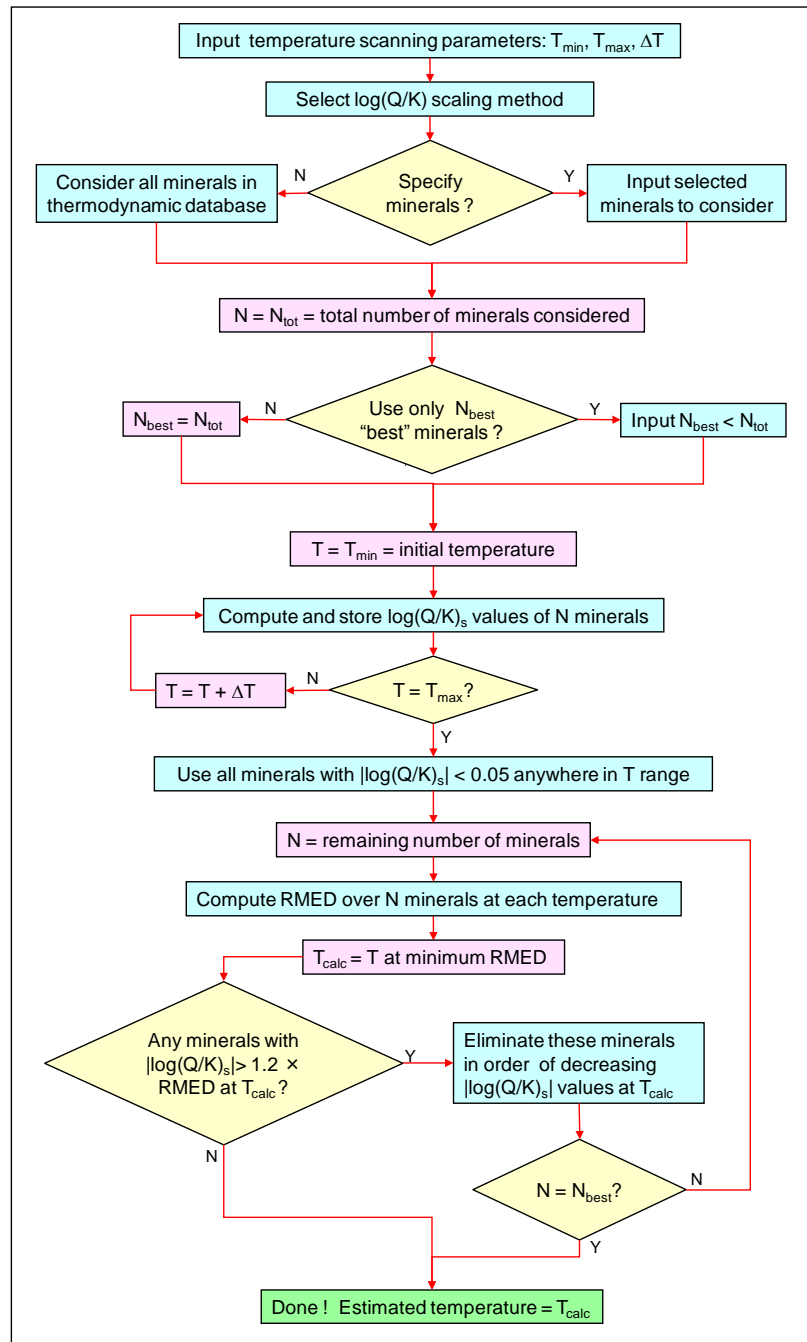 Input temperature scanning parameters: Tmin, Tmax, ΔT
Select log(Q/K) scaling method
N
Y
Consider all minerals in
thermodynamic database
Specify
minerals ?
Input selected
minerals to consider
N = Ntot = total number of minerals considered
N
Y
Nbest = Ntot
Use only Nbest
“best” minerals ?
Input Nbest < Ntot
T = Tmin = initial temperature
Compute and store log(Q/K)s values of N minerals
T = T + ΔT
N
T = Tmax?
Y
Use all minerals with |log(Q/K)s| < 0.05 anywhere in T range
N = remaining number of minerals
Compute RMED over N minerals at each temperature
Tcalc = T at minimum RMED
Any minerals with
|log(Q/K)s| > 1.2 ×
RMED at Tcalc?
Y
Eliminate these minerals
in order of decreasing
|log(Q/K)s| values at Tcalc
N
N = Nbest?
N
Y
Done ! Estimated temperature = Tcalc